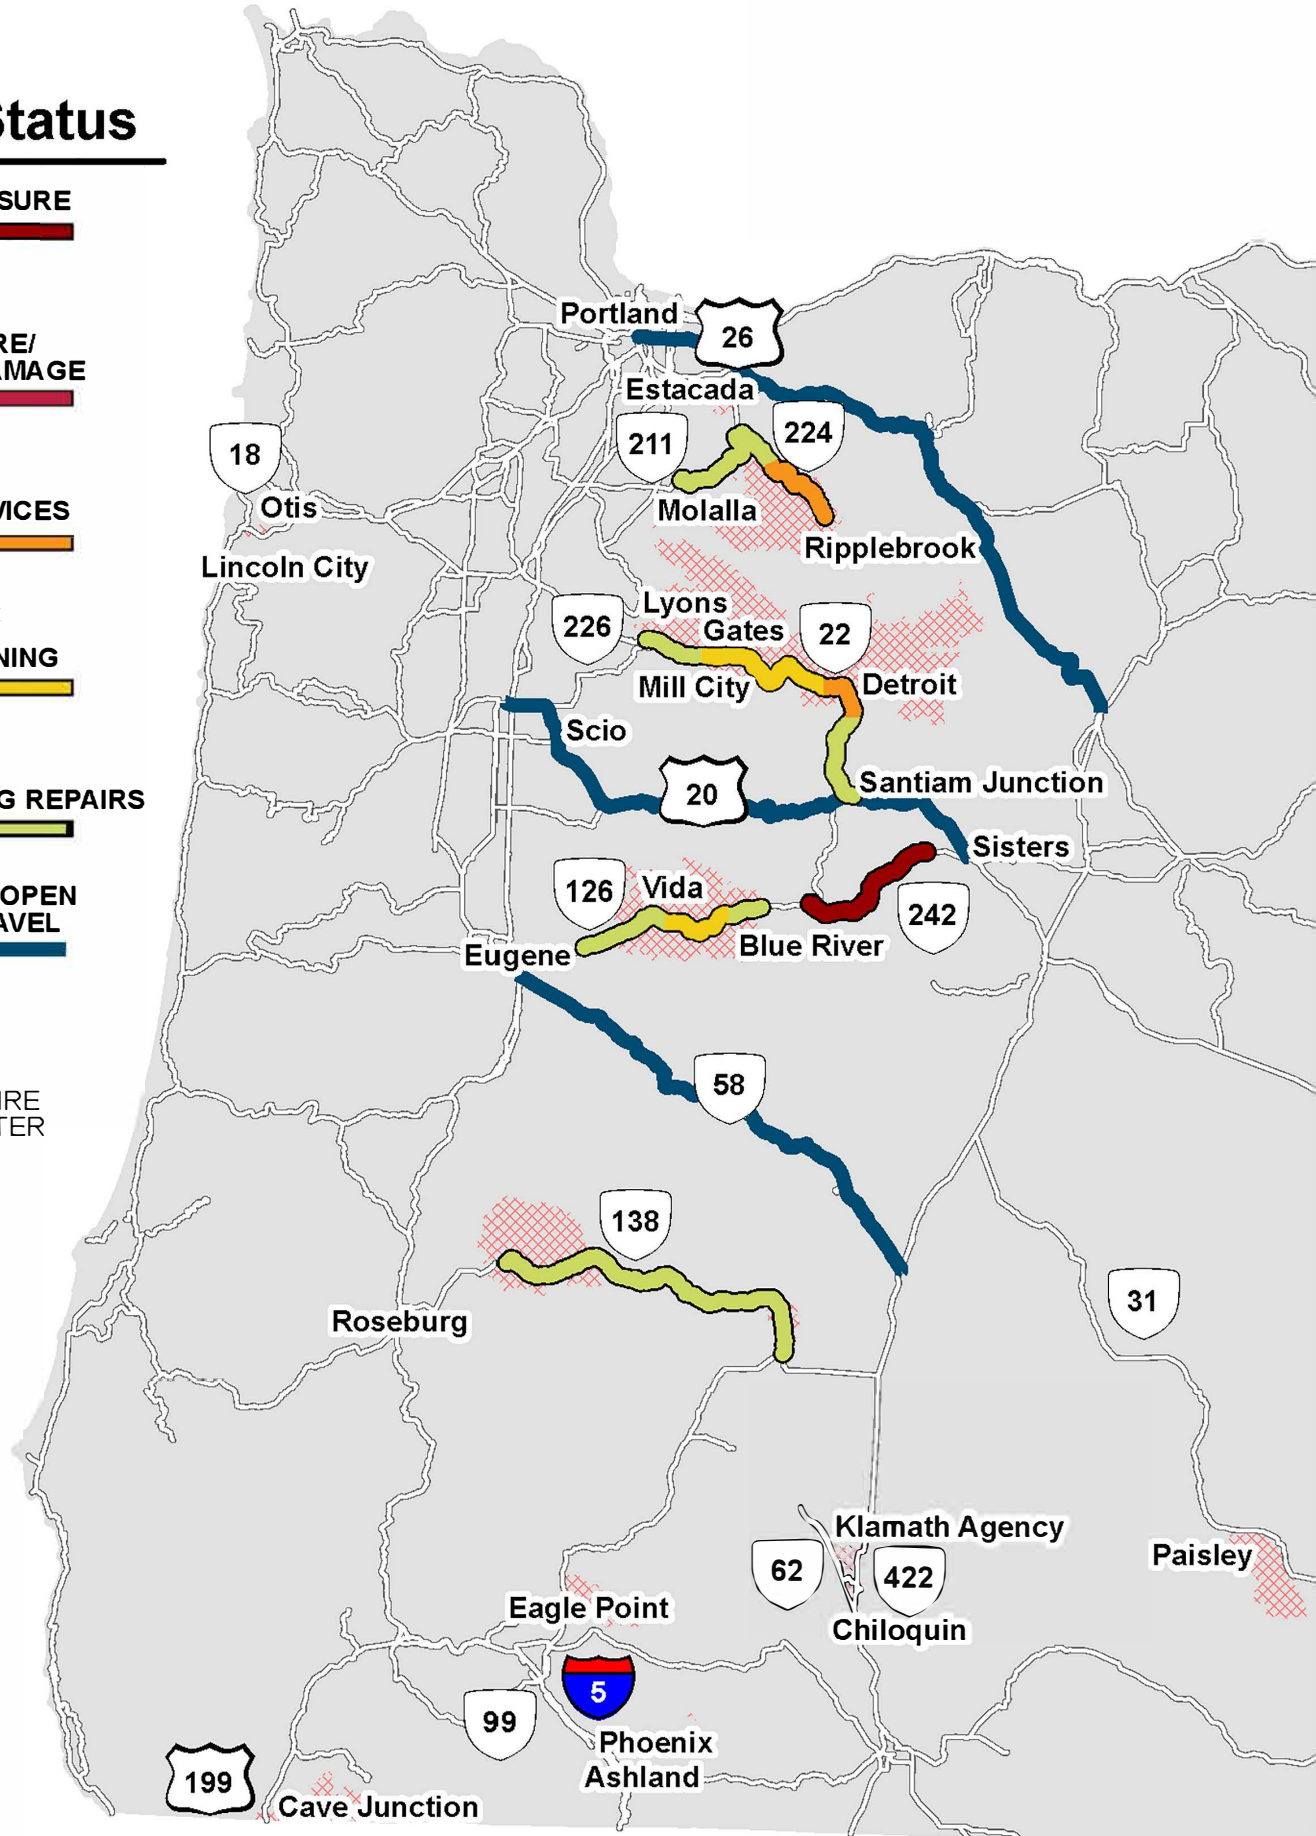 Status
SURE
RE/
AMAGE
VICES
NING
G REPAIRS
OPEN
AVEL
IRE
TER
Portland
26
Estacada
211
224
18
Otis
Molalla
Ripplebrook
Lincoln City
Lyons
226
Gates
22
Mill City
Detroit
Scio
20
Santiam Junction
Sisters
126
Vida
242
Eugene
Blue River
58
138
31
Roseburg
Klamath Agency
Paisley
62
422
Eagle Point
Chiloquin
5
99
Phoenix
Ashland
199
Cave Junction